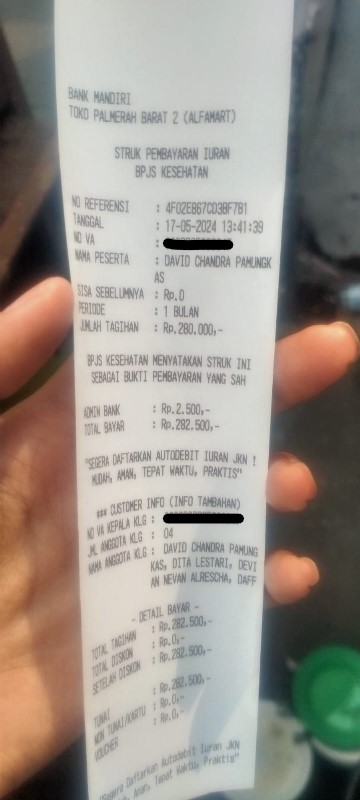 BANK MANDIRI
TOKO PALMERAH BARAT 2 (ALFAMART)
STRUK PEMBAYARAN IURAN
BPJS KESEHATAN
NO REFERENSI : 4F02EB67CD3BF7B1
TANGGAL : 17-05-2024 13:41:39
NO VA :
NAMA PESERTA : DAVID CHANDRA PAMUNGK
AS
SISA SEBELUMNYA : Rp.0
PERIODE : 1 BULAN
JUMLAH TAGIHAN : Rp.280.000,-
BPJS KESEHATAN MENYATAKAN STRUK INI
SEBAGAI BUKTI PEMBAYARAN YANG SAH
ADMIN BANK : Rp.2.500,-
TOTAL BAYAR : Rp.282.500,-
"SEGERA DAFTARKAN AUTODEBIT IURAN JKN !
MUDAH, AMAN, TEPAT WAKTU, PRAKTIS"
*** CUSTOMER INFO (INFO TAMBAHAN)
NO VA KEPALA KLG :
JML ANGGOTA KLG : 04
NAMA ANGGOTA KLG : DAVID CHANDRA PAMUNG
KAS, DITA LESTARI, DEVI
AN NEVAN ALRESCHA, DAFF
- DETAIL BAYAR -
TOTAL TAGIHAN : Rp.282.500,-
TOTAL DISKON : Rp.0,-
SETELAH DISKON : Rp.282.500,-
TUNAI : Rp.282.500,-
NON TUNAI/KARTU : Rp.0,-
VOUCHER : Rp.0,-
"Segera Daftarkan Autodebit Iuran JKN
Aman, Tepat Waktu, Praktis"